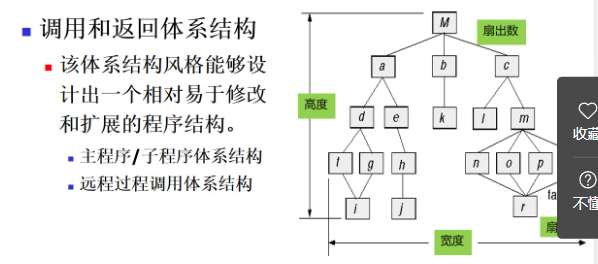 调用和返回体系结构
该体系结构风格能够设
计出一个相对易于修改
和扩展的程序结构。
主程序/子程序体系结构
远程过程调用体系结构
M
扇出数
a b c
高度
d e k l m
f g h n o p
i j r
fa
扇
宽度
收藏
不懂